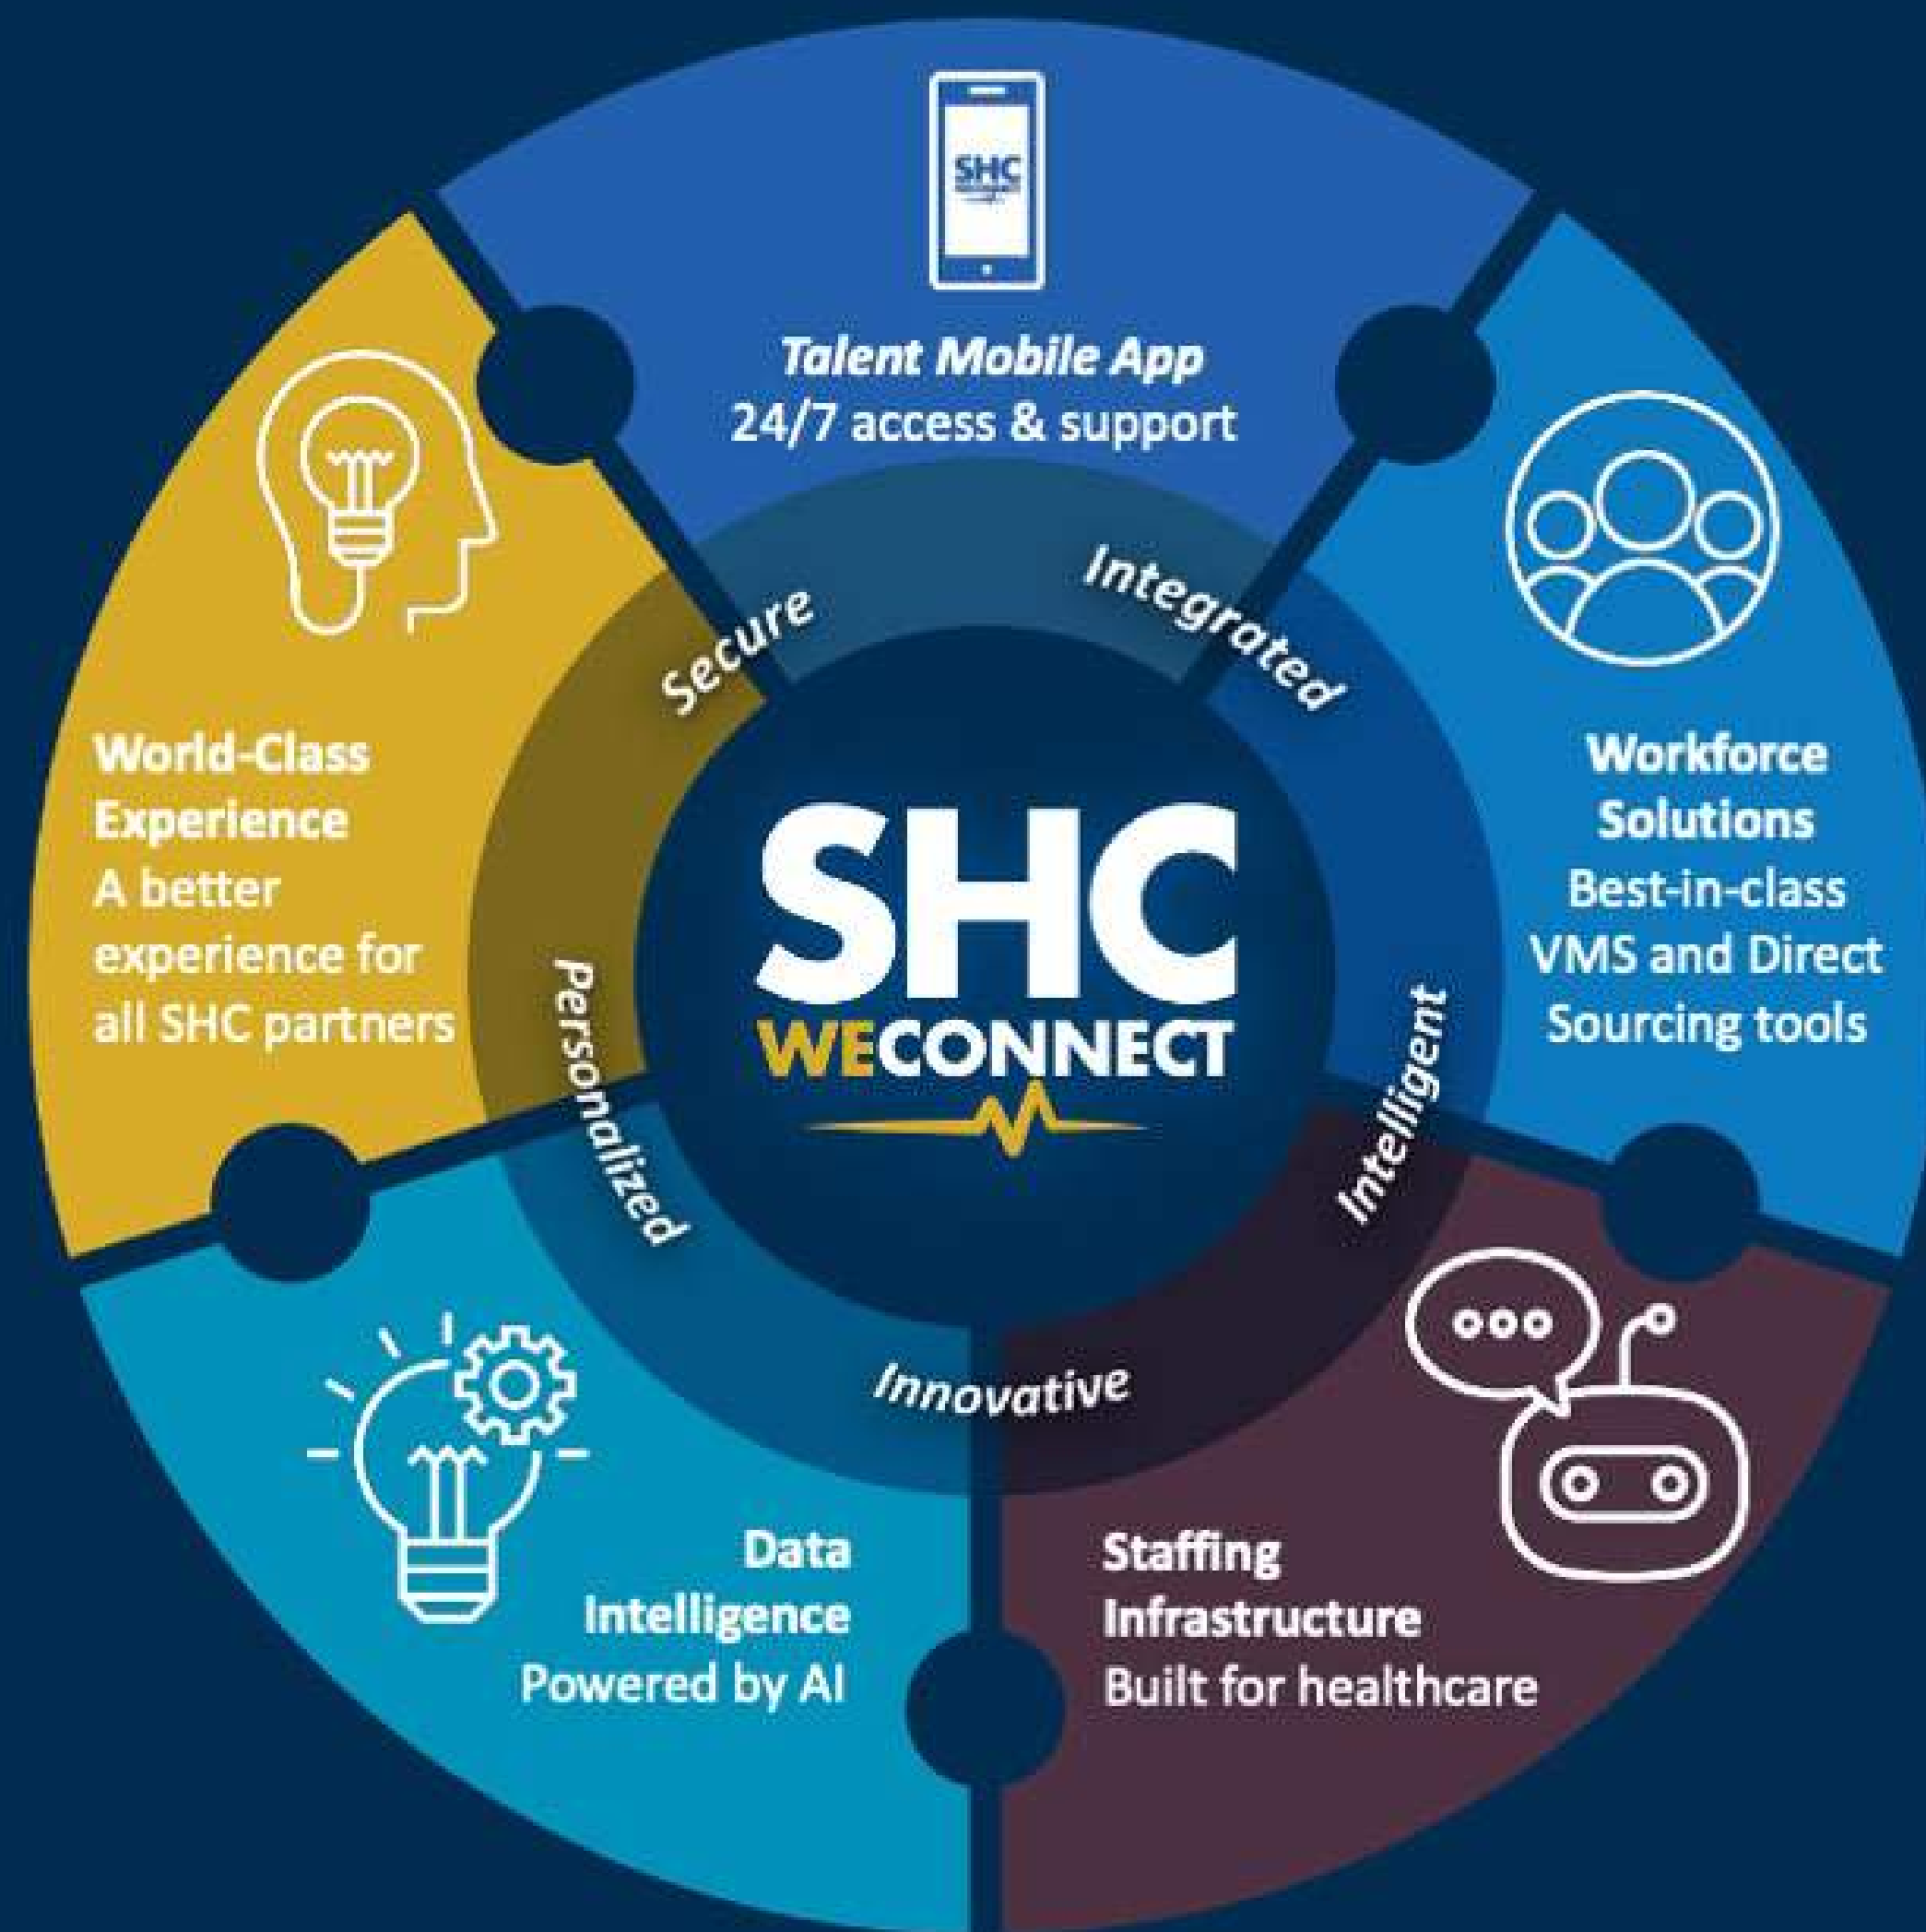 SHC
Talent Mobile App
24/7 access & support
Secure
Integrated
World-Class
Experience
A better
experience for
all SHC partners
Workforce
Solutions
Best-in-class
VMS and Direct
Sourcing tools
SHC
WECONNECT
Personalized
Intelligent
Innovative
Data
Intelligence
Powered by AI
Staffing
Infrastructure
Built for healthcare